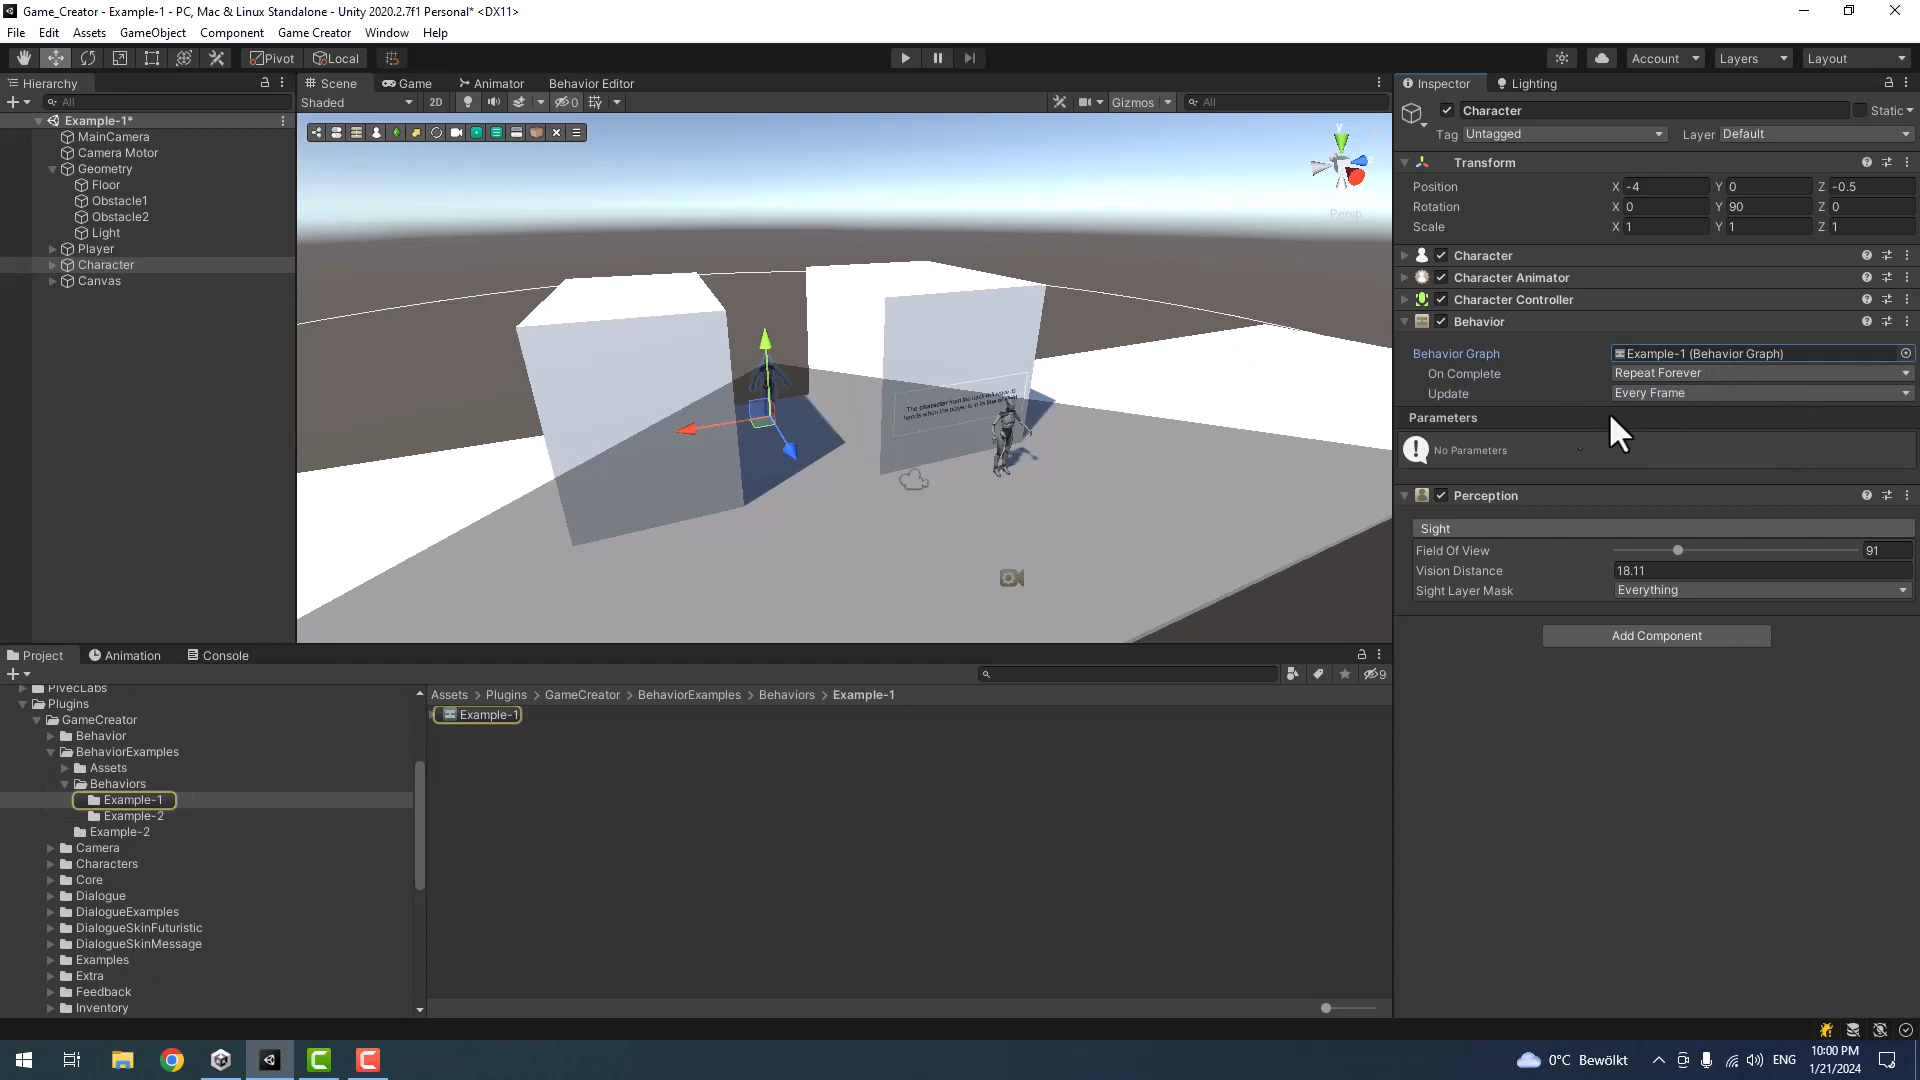 Game_Creator - Example-1 - PC, Mac & Linux Standalone - Unity 2020.2.7f1 Personal* <DX11>
File Edit Assets GameObject Component Game Creator Window Help
Pivot Local Account Layers Layout
Hierarchy
All
Example-1*
MainCamera
Camera Motor
Geometry
Floor
Obstacle1
Obstacle2
Light
Player
Character
Canvas
Scene Game Animator Behavior Editor
Shaded 2D Gizmos All
y
Persp
Inspector Lighting
Character Static
Tag Untagged Layer Default
Transform
Position X -4 Y 0 Z -0.5
Rotation X 0 Y 90 Z 0
Scale X 1 Y 1 Z 1
Character
Character Animator
Character Controller
Behavior
Behavior Graph Example-1 (Behavior Graph)
On Complete Repeat Forever
Update Every Frame
Parameters
No Parameters
Perception
Sight
Field Of View 91
Vision Distance 18.11
Sight Layer Mask Everything
Add Component
Project Animation Console
9
PivecLabs
Plugins
GameCreator
Behavior
BehaviorExamples
Assets
Behaviors
Example-1
Example-2
Example-2
Camera
Characters
Core
Dialogue
DialogueExamples
DialogueSkinFuturistic
DialogueSkinMessage
Examples
Extra
Feedback
Inventory
Assets > Plugins > GameCreator > BehaviorExamples > Behaviors > Example-1
Example-1
0°C Bewölkt
ENG
10:00 PM
1/21/2024